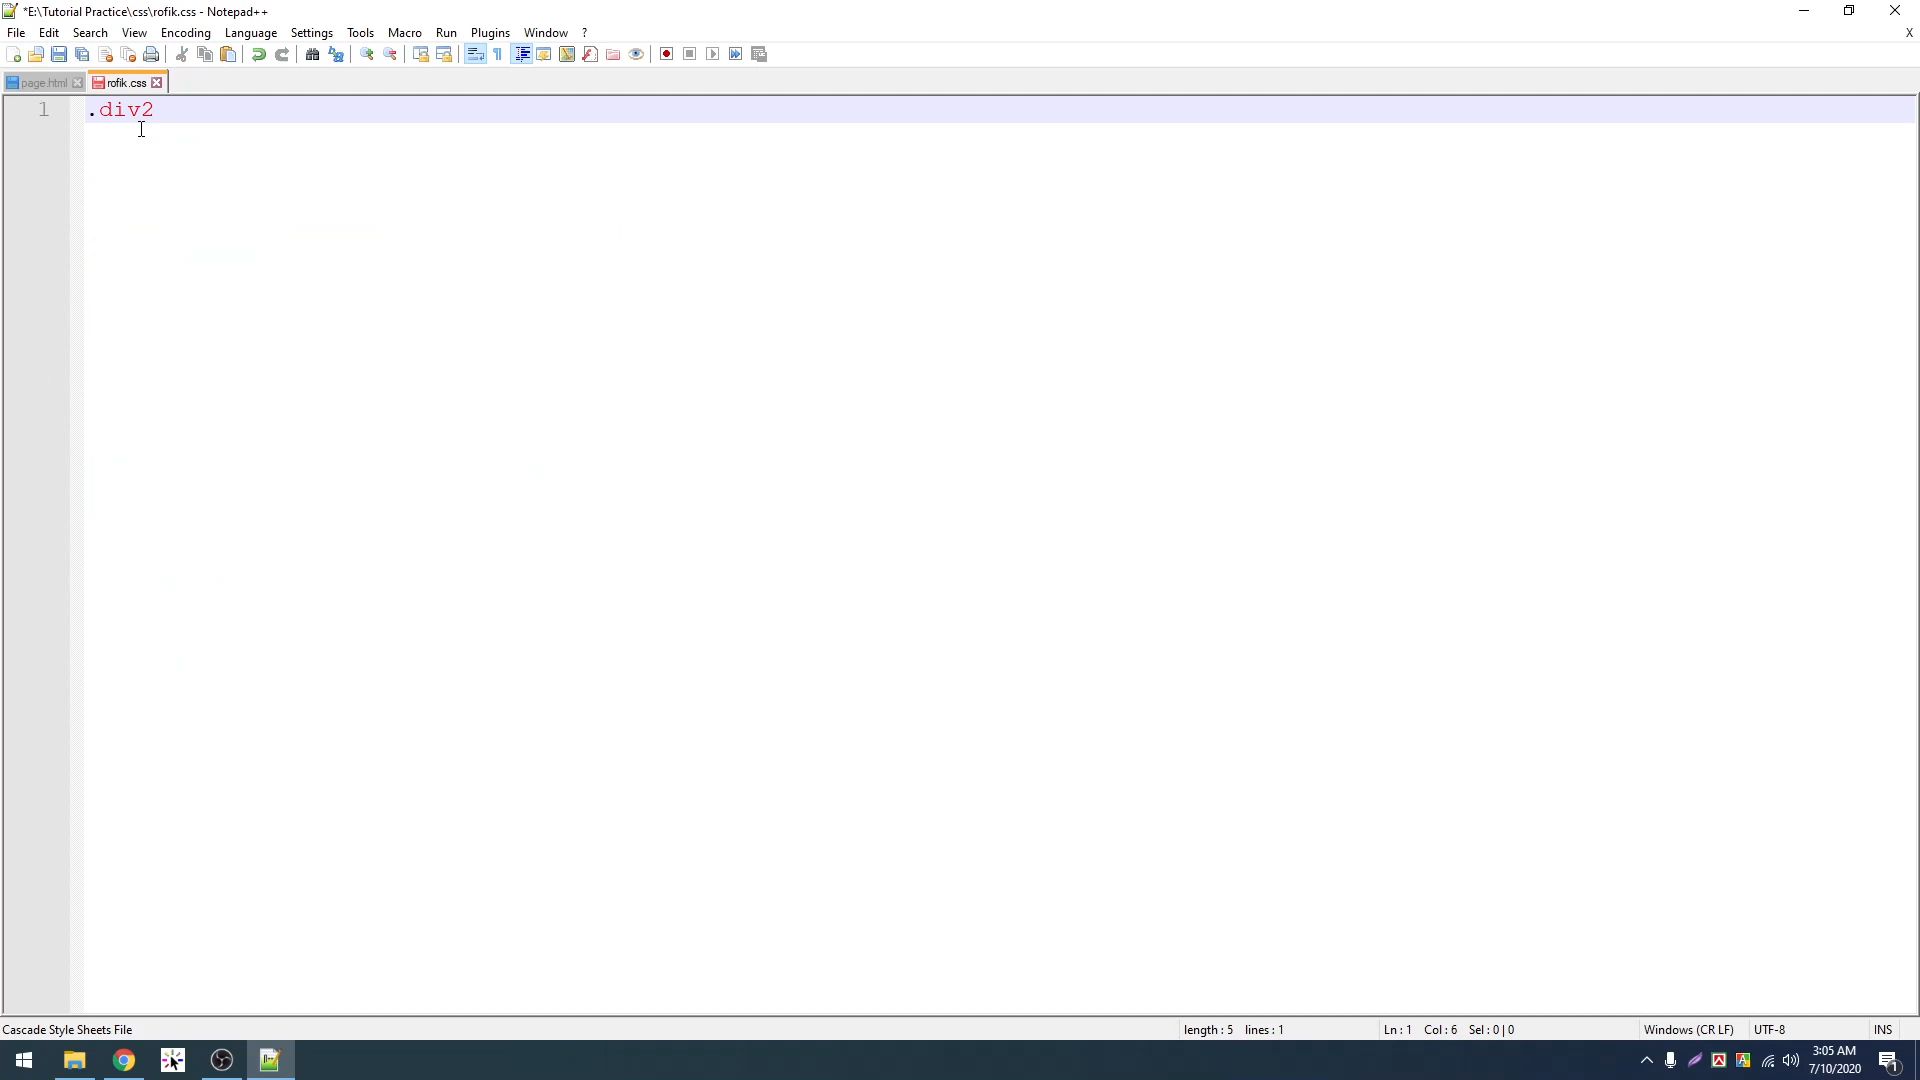 *E:\Tutorial Practice\css\rofik.css - Notepad++
File Edit Search View Encoding Language Settings Tools Macro Run Plugins Window ? X
page.html rofik.css
1 .div2
Cascade Style Sheets File length : 5 lines : 1 Ln : 1 Col : 6 Sel : 0 | 0 Windows (CR LF) UTF-8 INS
3:05 AM
7/10/2020
1